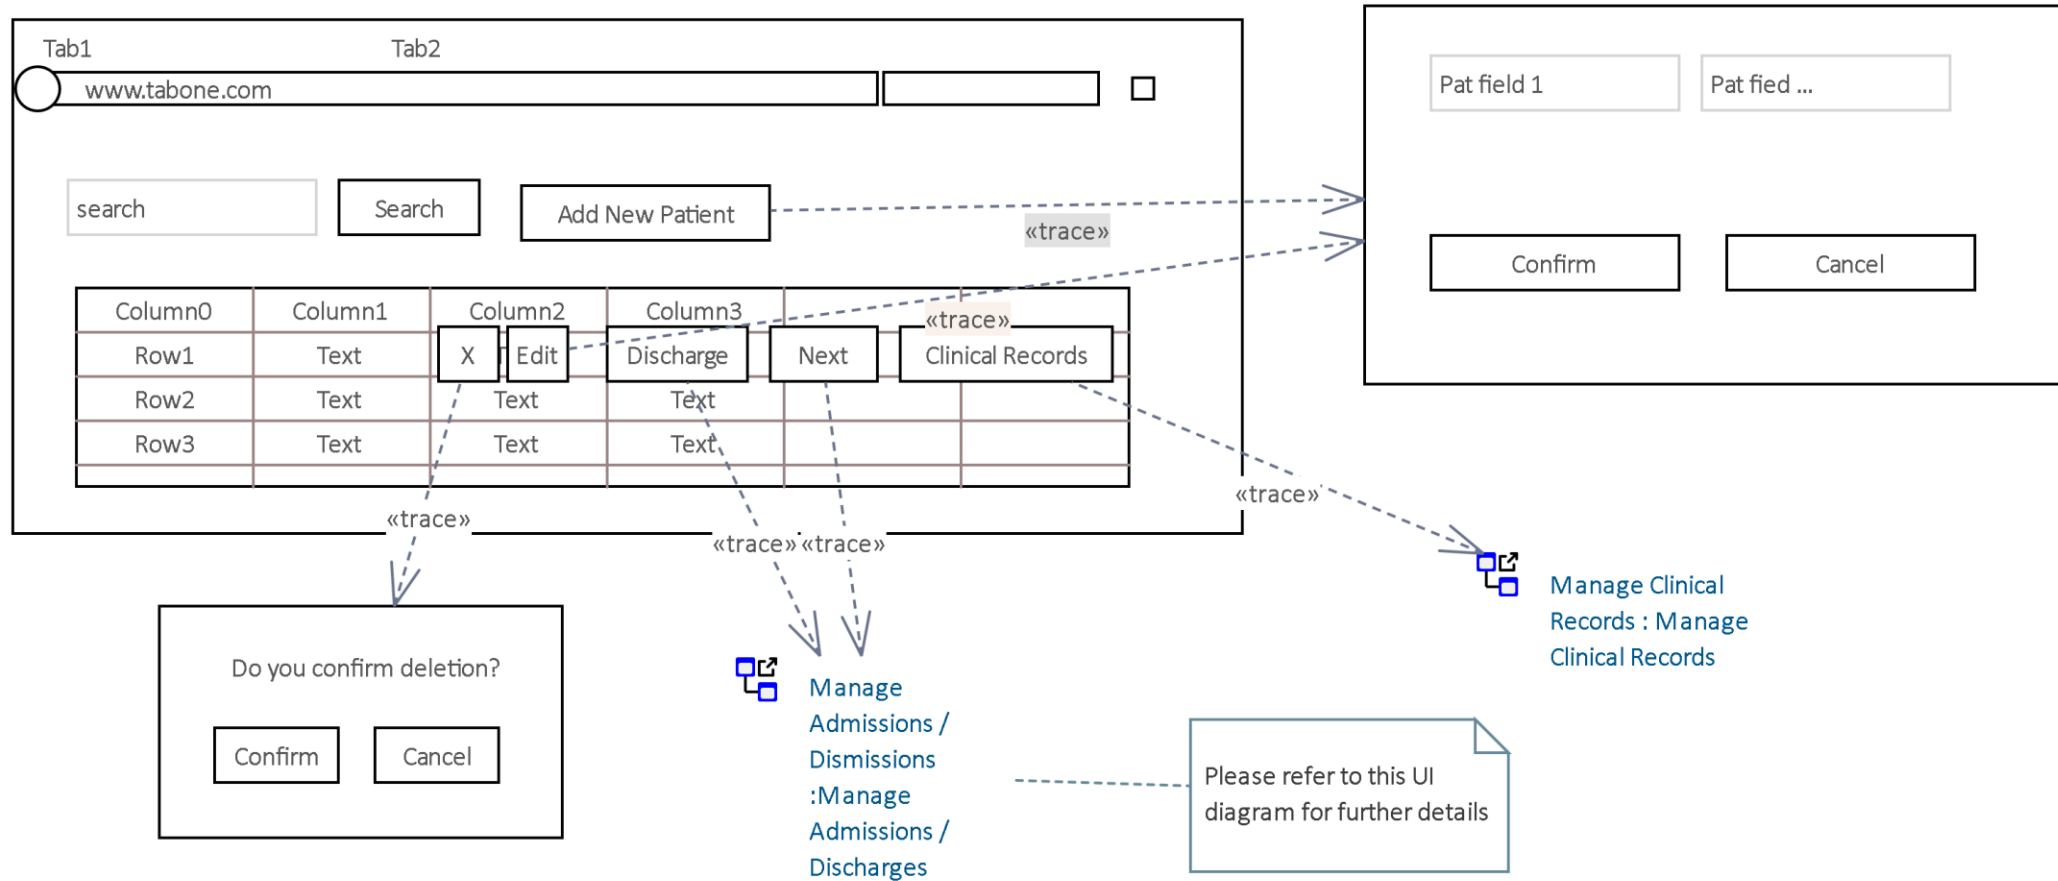 Tab1 Tab2
www.tabone.com
search Search Add New Patient
«trace»
Column0 Column1 Column2 Column3
«trace»
Row1 Text X Edit Discharge Next Clinical Records
Row2 Text Text Text
Row3 Text Text Text
Pat field 1 Pat fied ...
Confirm Cancel
«trace»
«trace»
«trace» «trace»
Do you confirm deletion?
Confirm Cancel
Manage
Admissions /
Dismissions
:Manage
Admissions /
Discharges
Manage Clinical
Records : Manage
Clinical Records
Please refer to this UI
diagram for further details